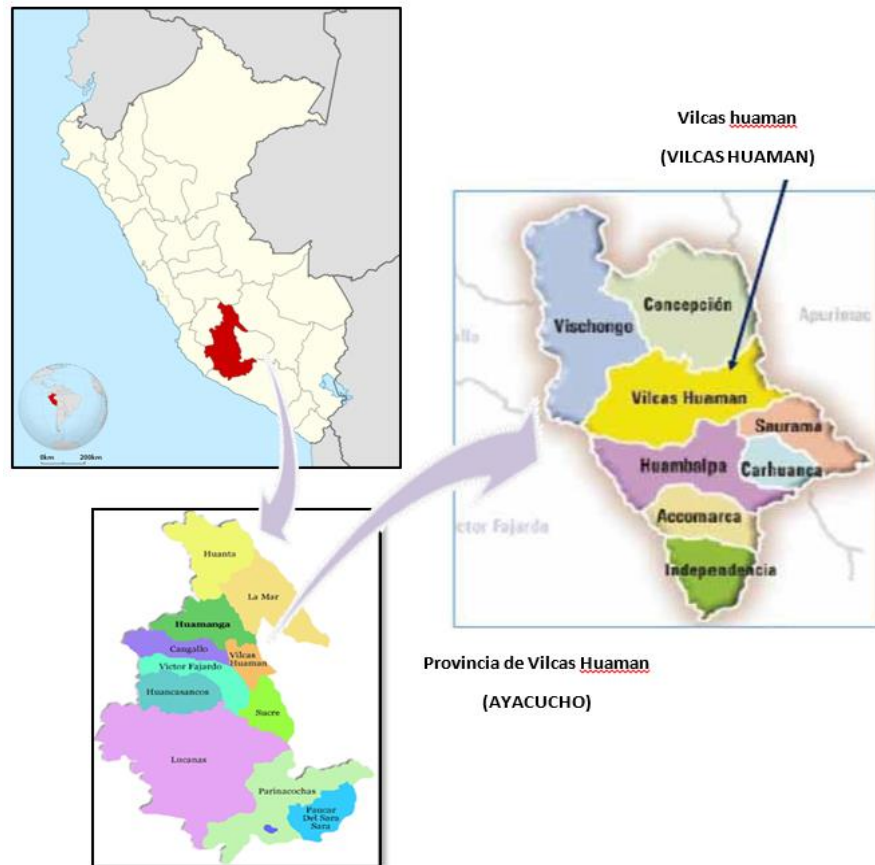 0km 200km
Vilcas huaman
(VILCAS HUAMAN)
Vischongo
Concepción
Apurimac
Vilcas Huaman
Saurama
Huambalpa
Carhuanca
Accomarca
ctor Fajardo
Independencia
Provincia de Vilcas Huaman
(AYACUCHO)
Huanta
La Mar
Huamanga
Cangallo
Vilcas
Huaman
Victor Fajardo
Huancasancos
Sucre
Lucanas
Parinacochas
Paucar
Del Sara
Sara